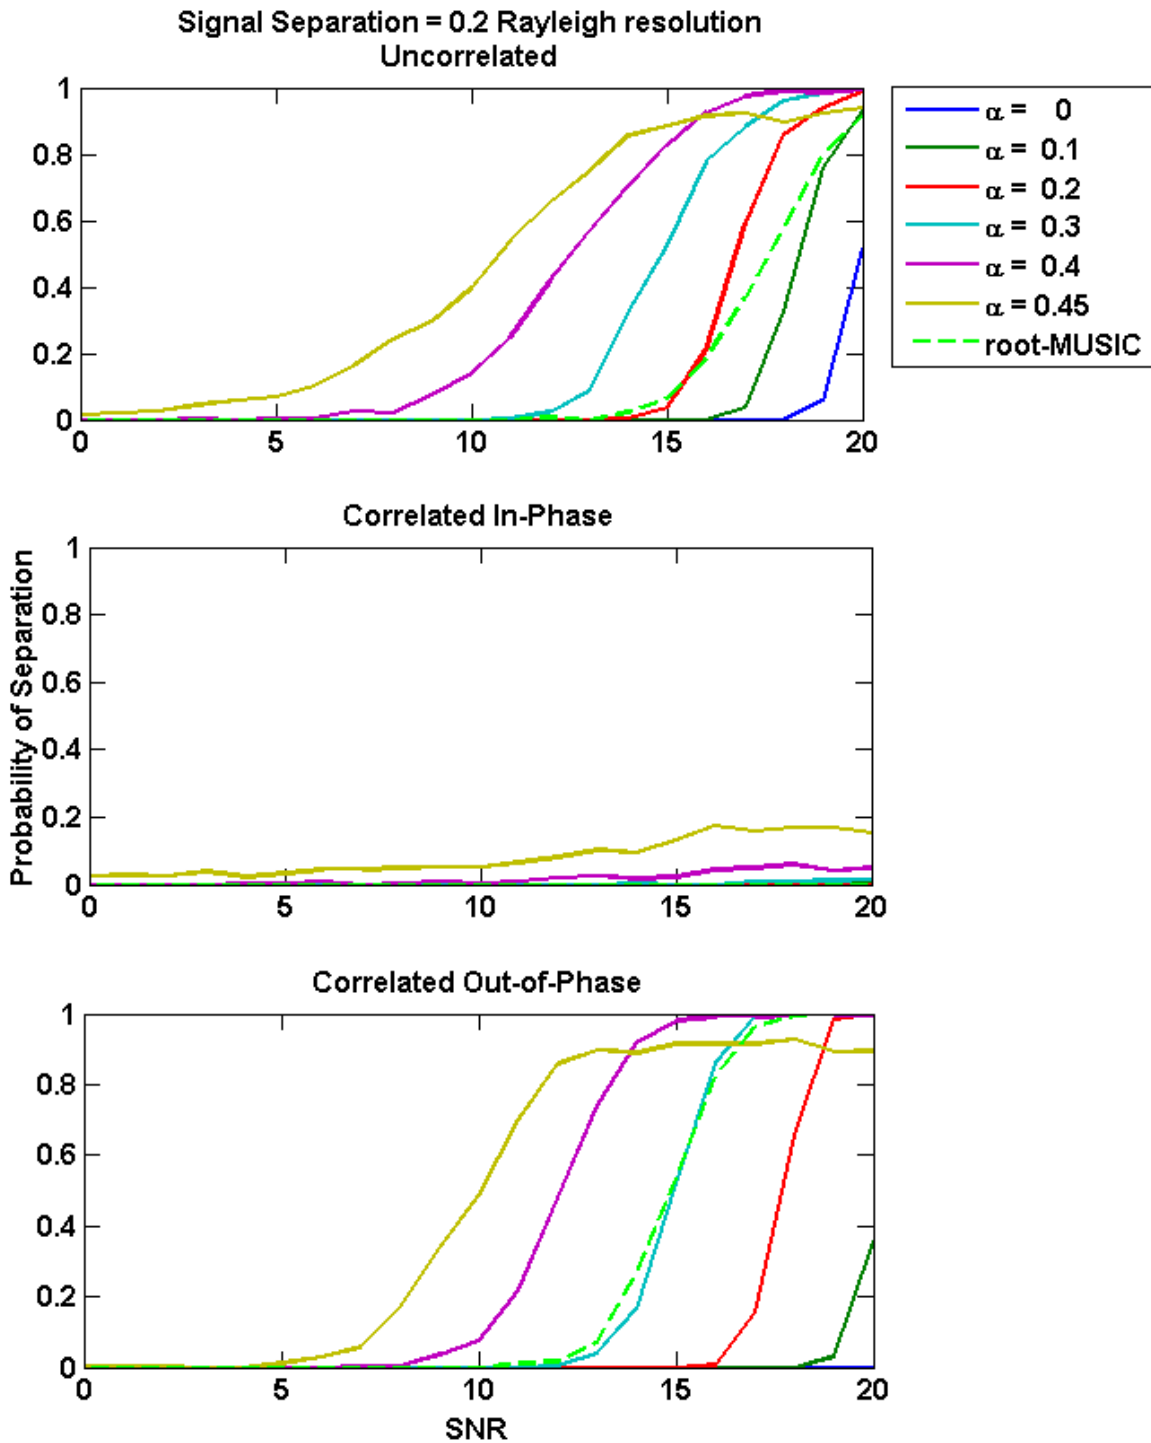 Signal Separation = 0.2 Rayleigh resolution
Uncorrelated
1
0.8
0.6
0.4
0.2
0
0 5 10 15 20
α = 0
α = 0.1
α = 0.2
α = 0.3
α = 0.4
α = 0.45
root-MUSIC
Correlated In-Phase
Probability of Separation
1
0.8
0.6
0.4
0.2
0
0 5 10 15 20
Correlated Out-of-Phase
1
0.8
0.6
0.4
0.2
0
0 5 10 15 20
SNR